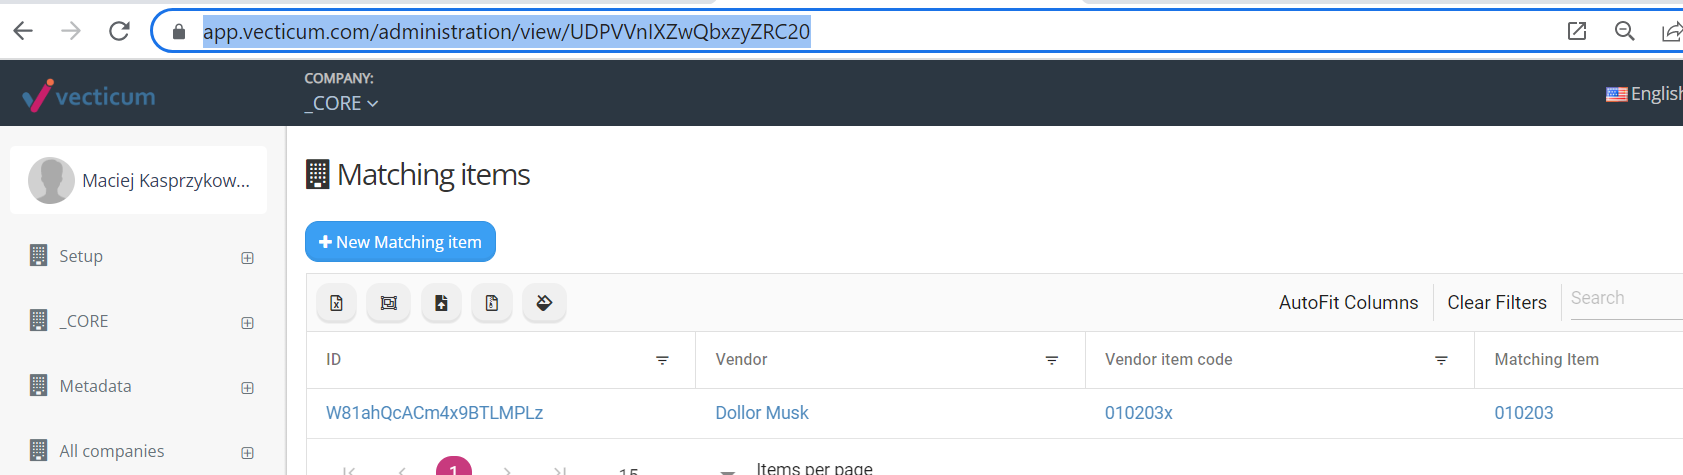 app.vecticum.com/administration/view/UDPVVnIXZwQbxzyZRC20
vecticum
COMPANY:
_CORE
English
Maciej Kasprzykow...
Setup
_CORE
Metadata
All companies
Matching items
New Matching item
AutoFit Columns
Clear Filters
Search
ID
Vendor
Vendor item code
Matching Item
W81ahQcACm4x9BTLMPLz
Dollor Musk
010203x
010203
1
15
Items per page